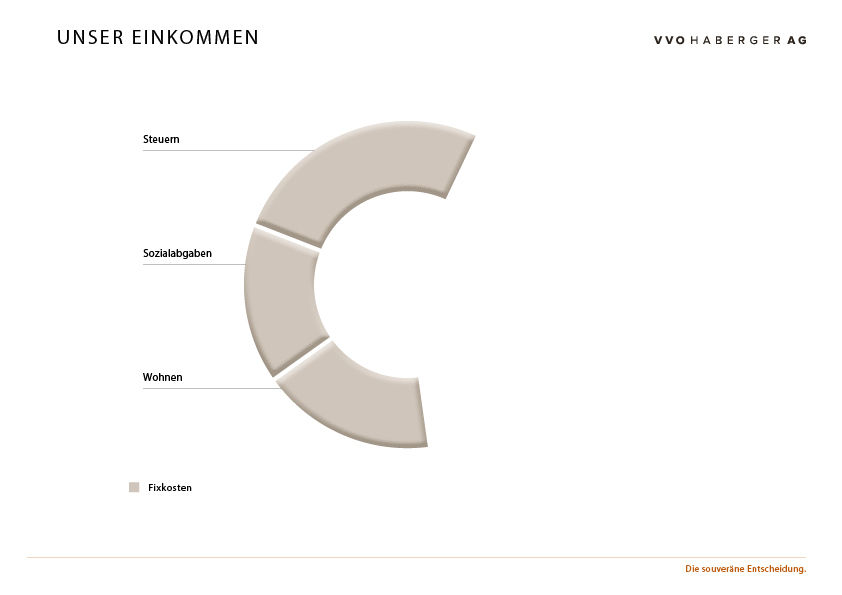 UNSER EINKOMMEN
VVO HABERGER AG
Steuern
Sozialabgaben
Wohnen
Fixkosten
Die souveräne Entscheidung.